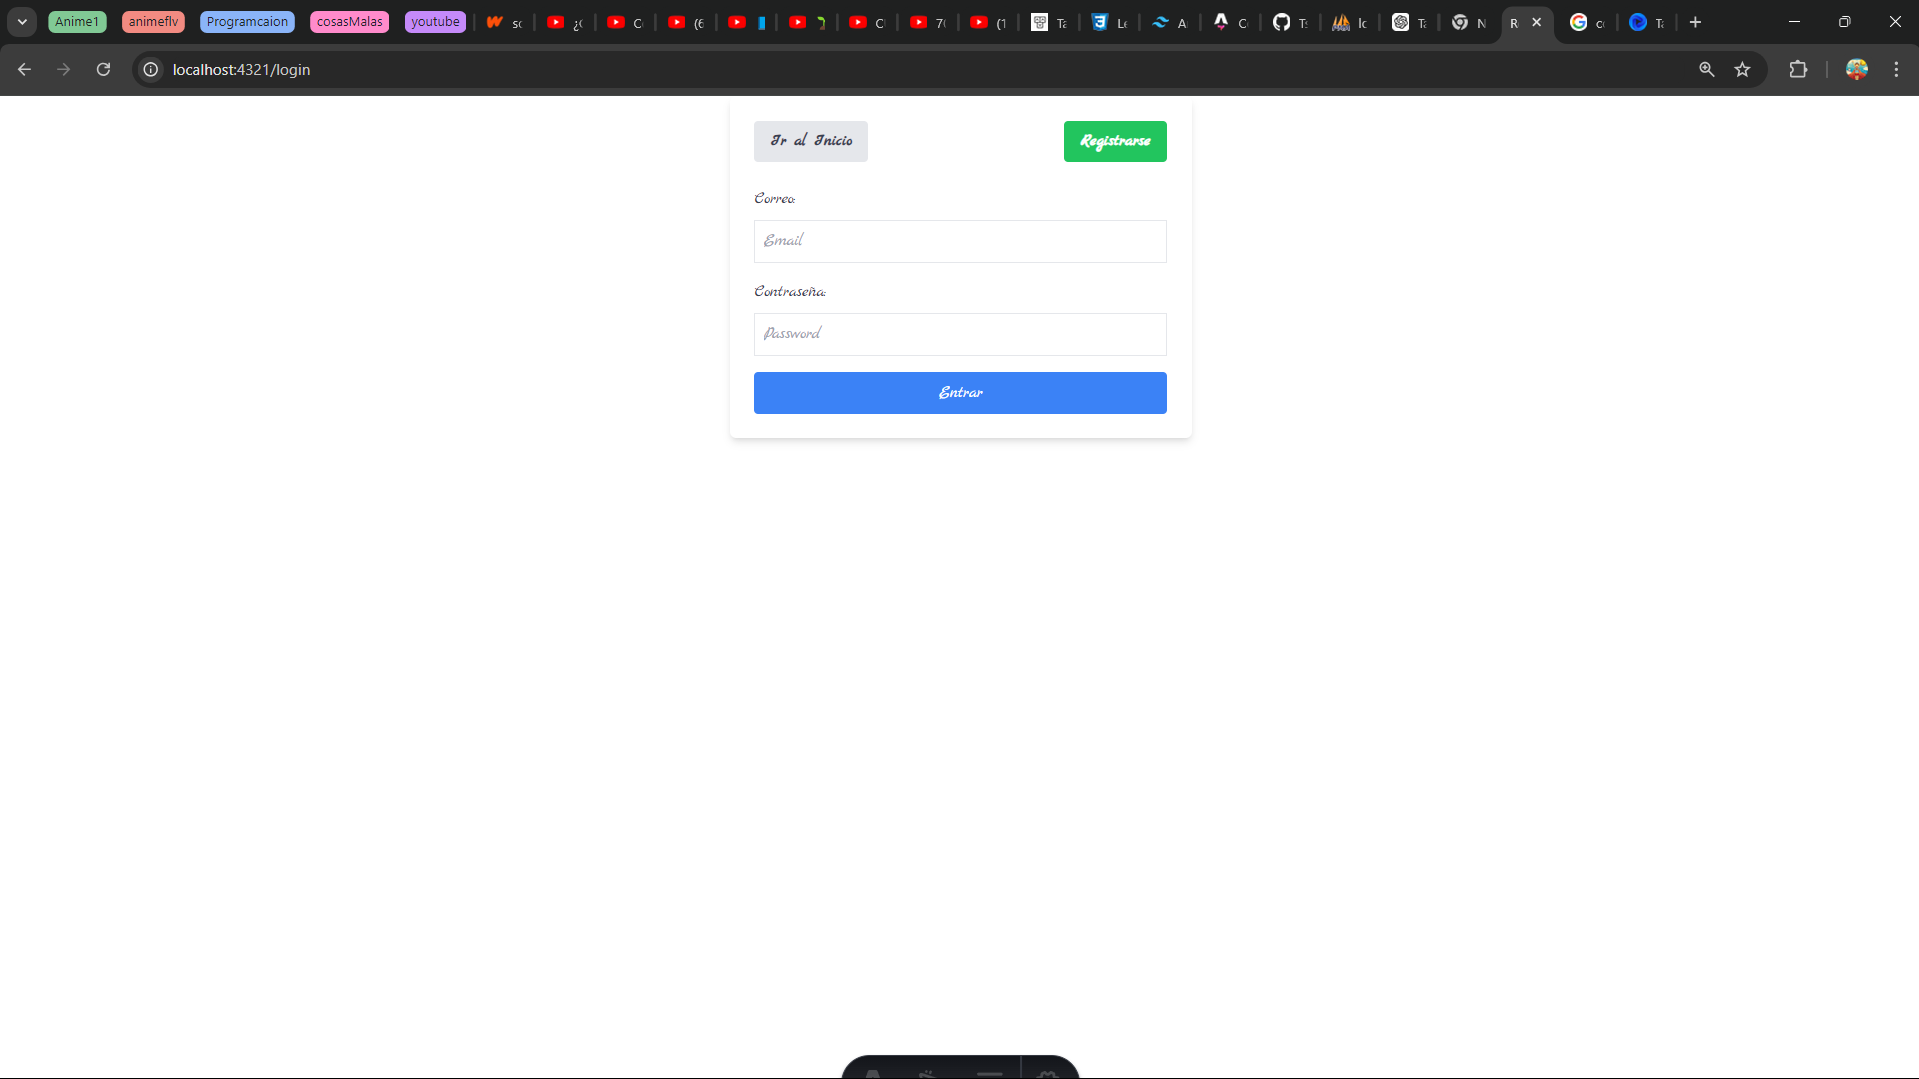 Anime1 animeflv Programcaion cosasMalas youtube
localhost:4321/login
Ir al Inicio Registrarse
Correo:
Email
Contraseña:
Password
Entrar